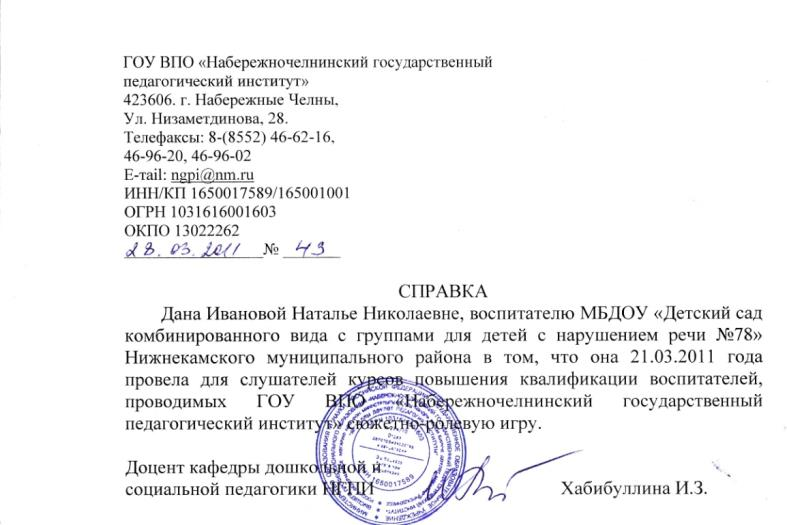 ГОУ ВПО «Набережночелнинский государственный
педагогический институт»
423606. г. Набережные Челны,
Ул. Низаметдинова, 28.
Телефаксы: 8-(8552) 46-62-16,
46-96-20, 46-96-02
E-tail: ngpi@nm.ru
ИНН/КП 1650017589/165001001
ОГРН 1031616001603
ОКПО 13022262
28. 03. 2011 № 49
СПРАВКА
Дана Ивановой Наталье Николаевне, воспитателю МБДОУ «Детский сад
комбинированного вида с группами для детей с нарушением речи №78»
Нижнекамского муниципального района в том, что она 21.03.2011 года
провела для слушателей курсов повышения квалификации воспитателей,
проводимых ГОУ ВПО «Набережночелнинский государственный
педагогический институт» сюжетно-ролевую игру.
Доцент кафедры дошкольной и
социальной педагогики НГПИ Хабибуллина И.З.
1650017589